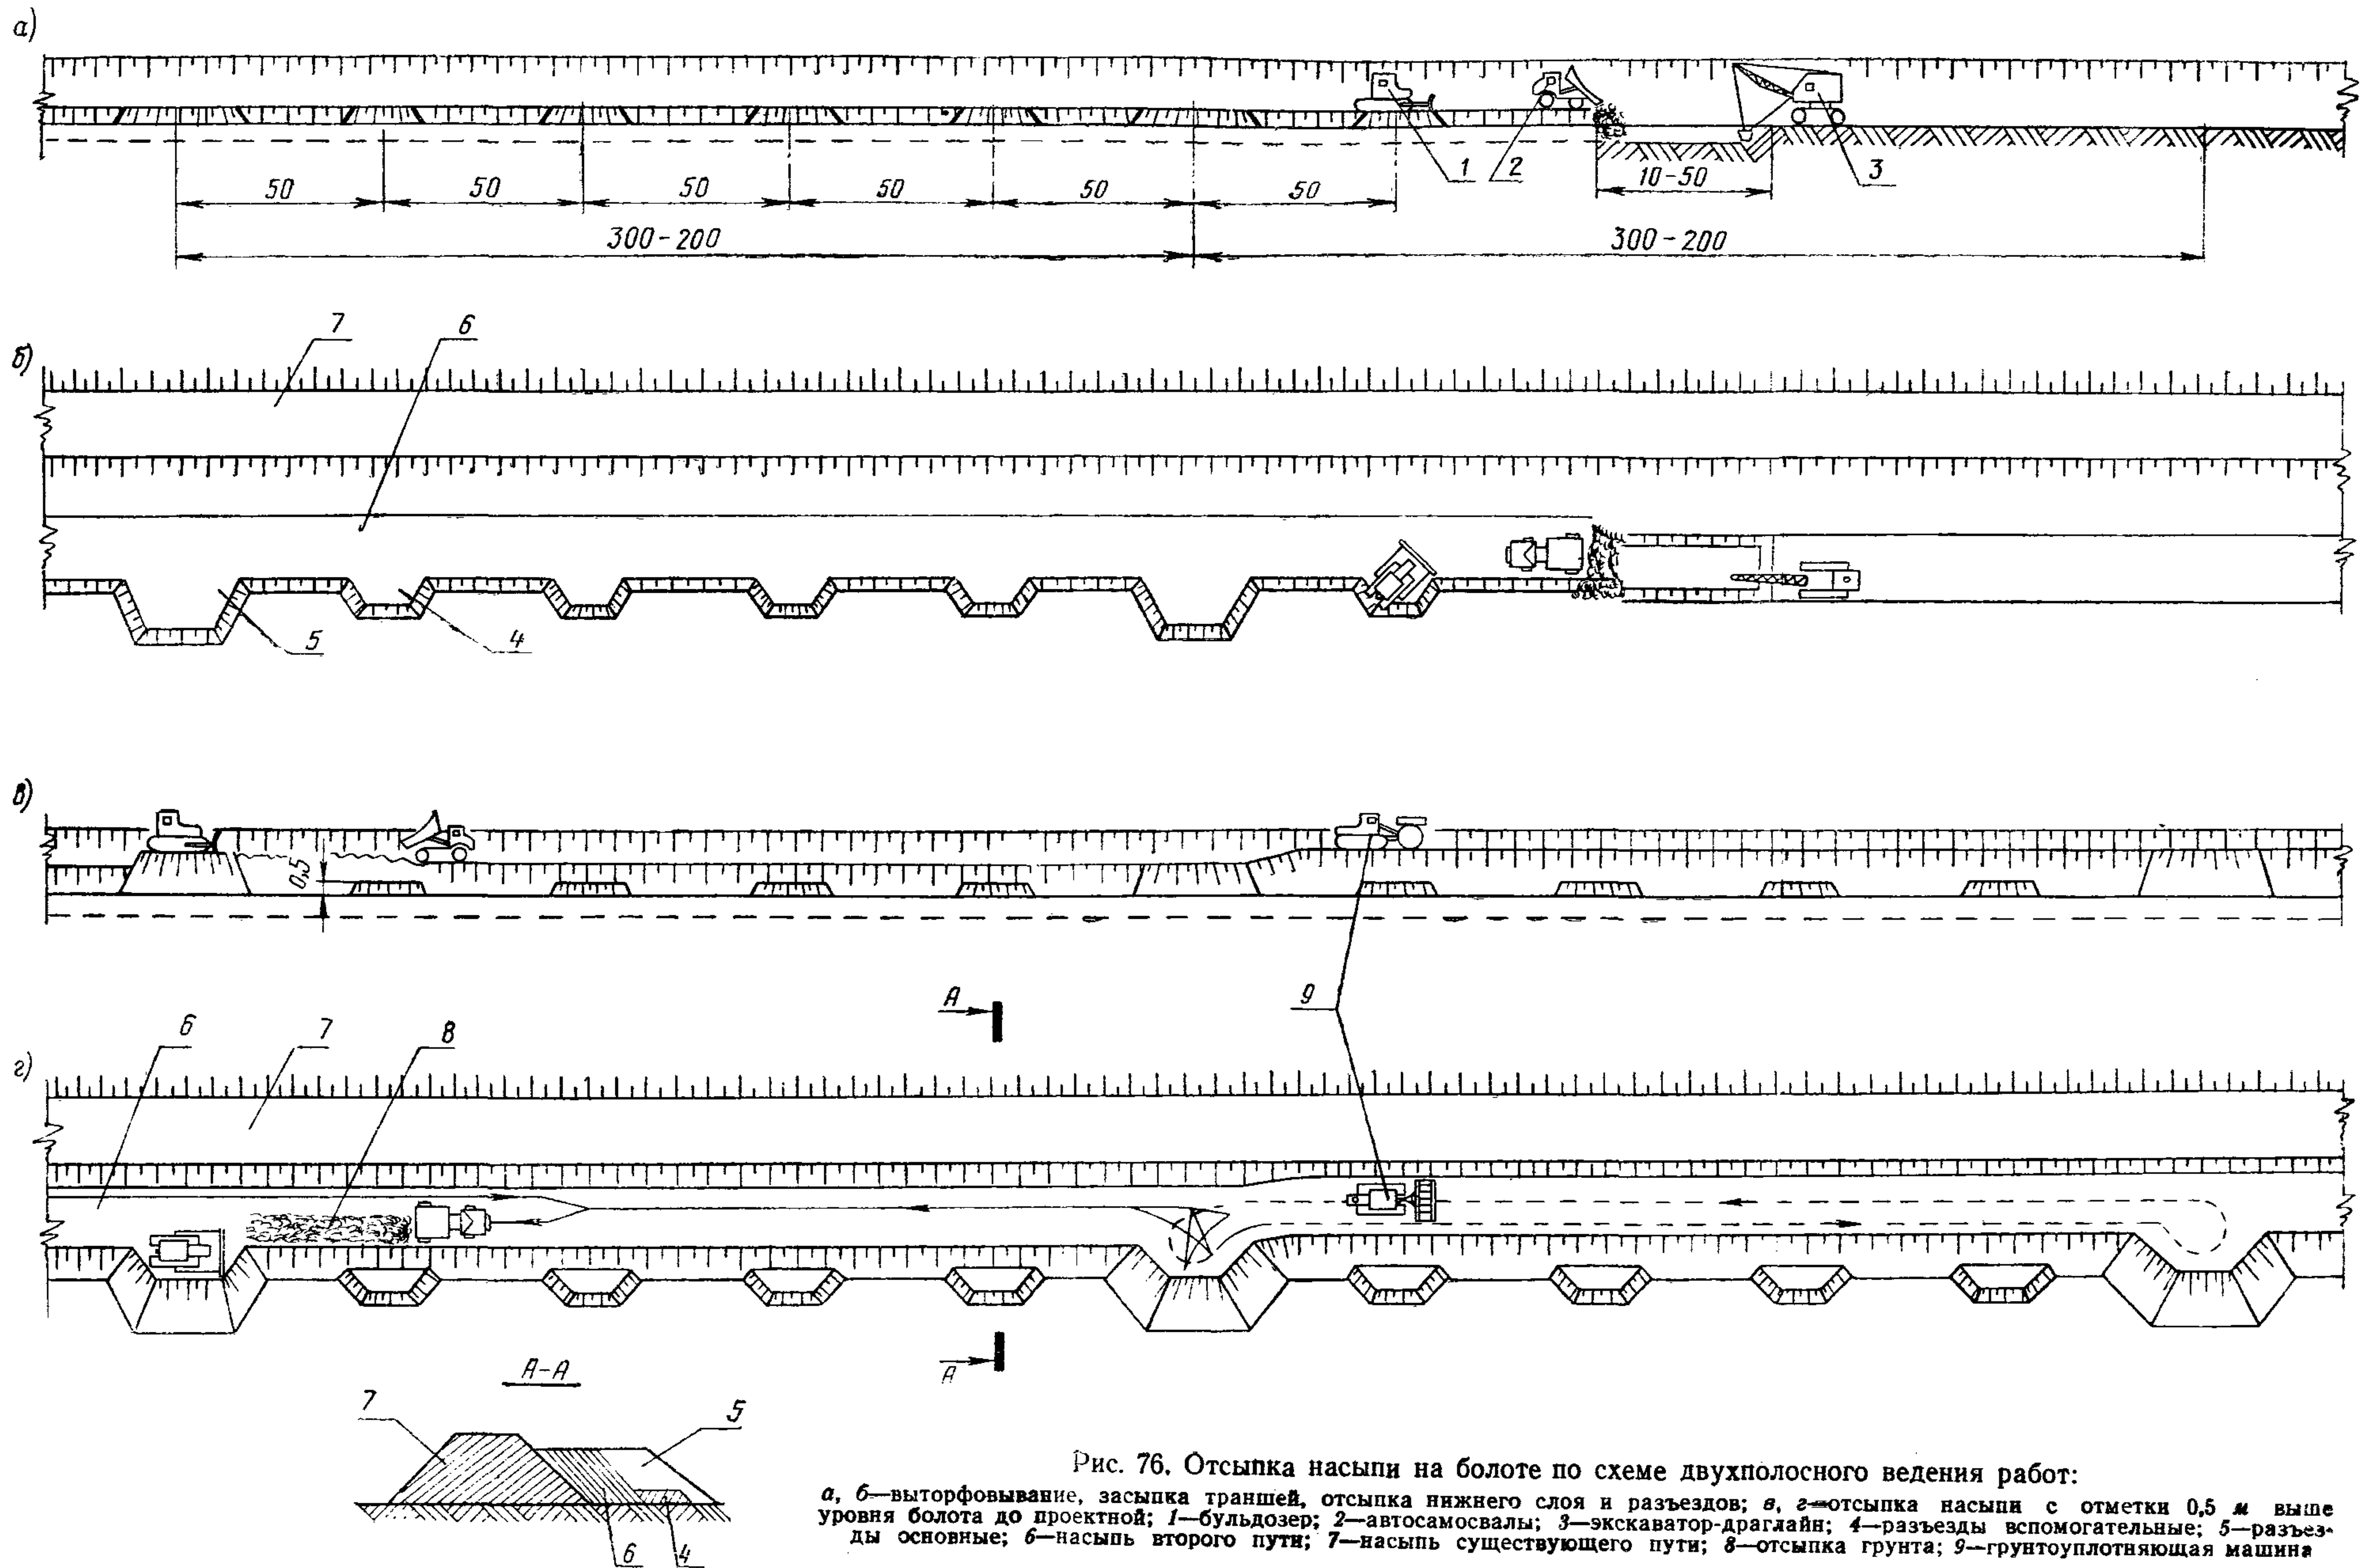 а)
1 2 3
50 50 50 50 50 50 10-50
300-200 300-200
7 6
б)
5 4
в)
0,5
А
9
6 7 8
г)
А
А-А
7 5
6 4
Рис. 76. Отсыпка насыпи на болоте по схеме двухполосного ведения работ:
а, б—выторфовывание, засыпка траншей, отсыпка нижнего слоя и разъездов; в, г—отсыпка насыпи с отметки 0,5 м выше
уровня болота до проектной; 1—бульдозер; 2—автосамосвалы; 3—экскаватор-драглайн; 4—разъезды вспомогательные; 5—разъез-
ды основные; 6—насыпь второго пути; 7—насыпь существующего пути; 8—отсыпка грунта; 9—грунтоуплотняющая машина